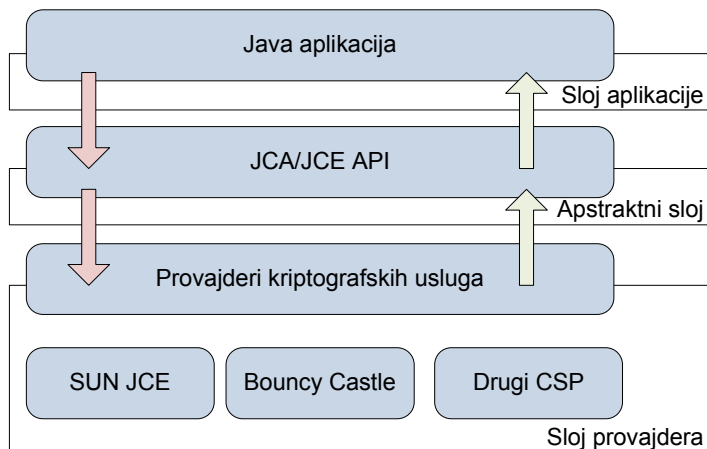 Java aplikacija
Sloj aplikacije
JCA/JCE API
Apstraktni sloj
Provajderi kriptografskih usluga
SUN JCE
Bouncy Castle
Drugi CSP
Sloj provajdera